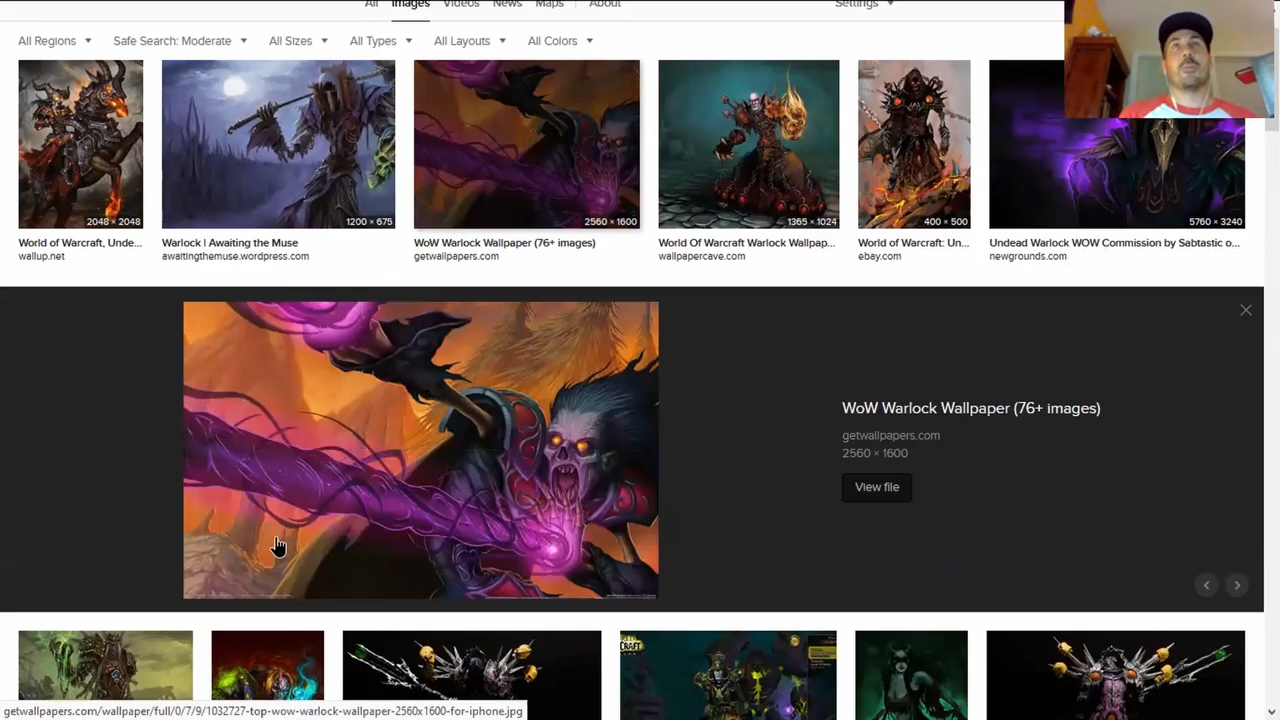 All Images Videos News Maps About Settings
All Regions Safe Search: Moderate All Sizes All Types All Layouts All Colors
2048 × 2048 1200 × 675 2560 × 1600 1365 × 1024 400 × 500 5760 × 3240
World of Warcraft, Unde... Warlock | Awaiting the Muse WoW Warlock Wallpaper (76+ images) World Of Warcraft Warlock Wallpap... World of Warcraft: Un... Undead Warlock WOW Commission by Sabtastic o...
wallup.net awaitingthemuse.wordpress.com getwallpapers.com wallpapercave.com ebay.com newgrounds.com
WoW Warlock Wallpaper (76+ images)
getwallpapers.com
2560 × 1600
View file
getwallpapers.com/wallpaper/full/0/7/9/1032727-top-wow-warlock-wallpaper-2560x1600-for-iphone.jpg